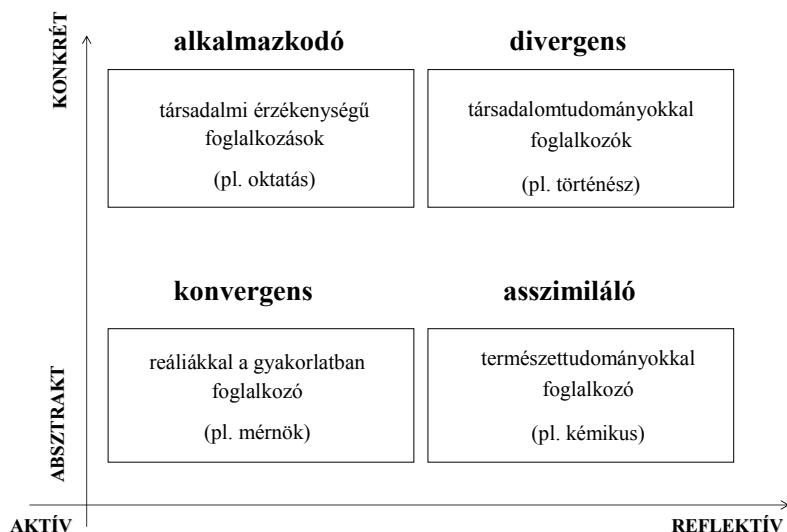 KONKRÉT
alkalmazkodó
divergens
társadalmi érzékenységű
foglalkozások
(pl. oktatás)
társadalomtudományokkal
foglalkozók
(pl. történész)
konvergens
asszimiláló
ABSZTRAKT
reáliákkal a gyakorlatban
foglalkozó
(pl. mérnök)
természettudományokkal
foglalkozó
(pl. kémikus)
AKTÍV
REFLEKTÍV